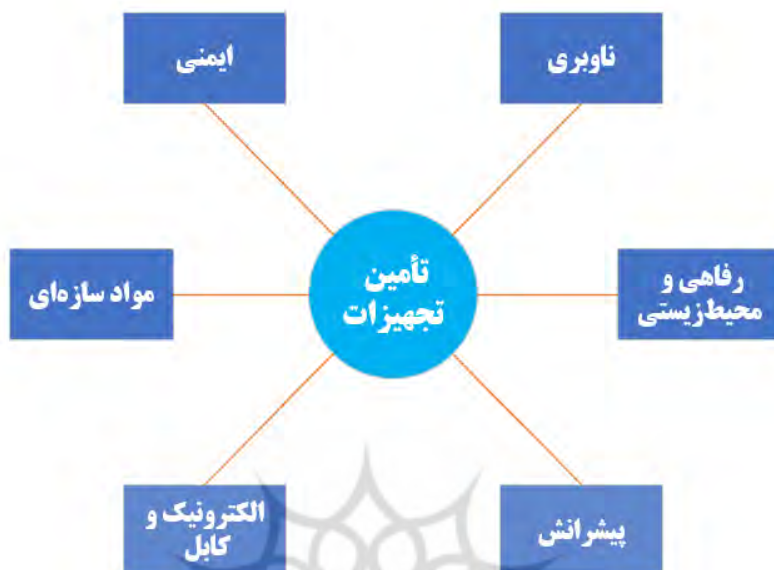 ناوبری
ایمنی
رفاهی و
محیط‌زیستی
تأمین
تجهیزات
مواد سازه‌ای
پیشرانش
الکترونیک و
کابل